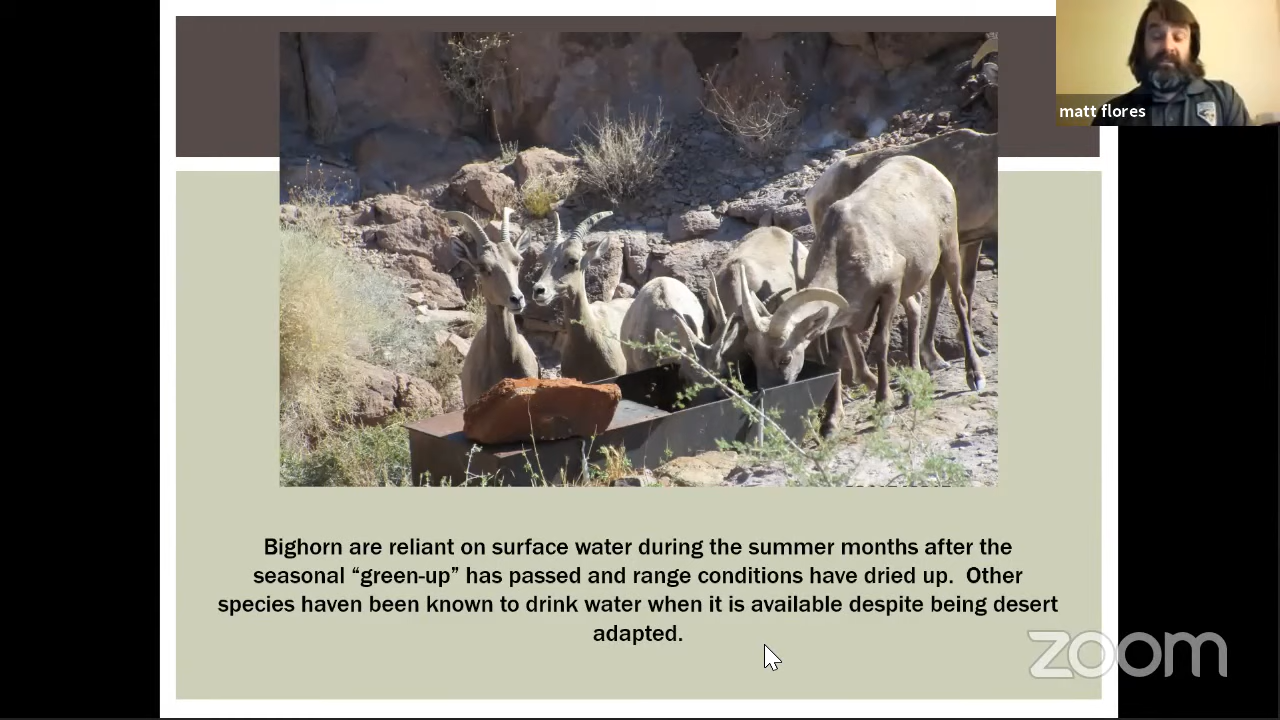 matt flores
Bighorn are reliant on surface water during the summer months after the
seasonal “green-up” has passed and range conditions have dried up.  Other
species haven been known to drink water when it is available despite being desert
adapted.
zoom